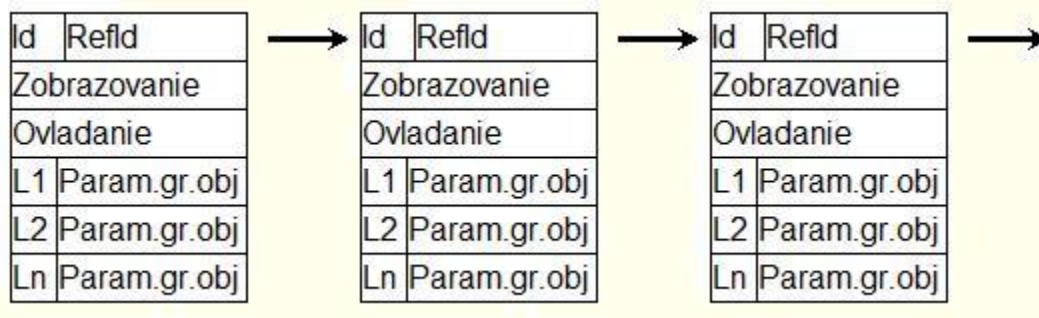 Id RefId
Zobrazovanie
Ovladanie
L1 Param.gr.obj
L2 Param.gr.obj
Ln Param.gr.obj
Id RefId
Zobrazovanie
Ovladanie
L1 Param.gr.obj
L2 Param.gr.obj
Ln Param.gr.obj
Id RefId
Zobrazovanie
Ovladanie
L1 Param.gr.obj
L2 Param.gr.obj
Ln Param.gr.obj